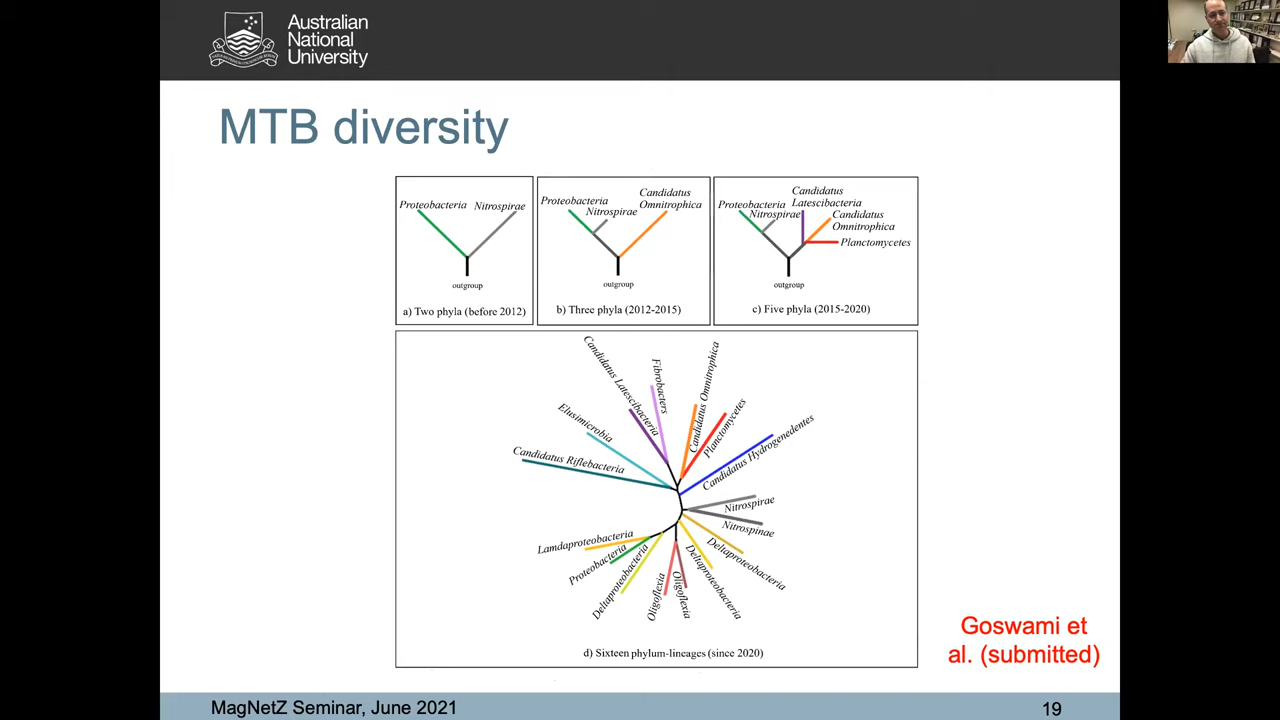 Australian
National
University
MTB diversity
Proteobacteria
Nitrospirae
outgroup
a) Two phyla (before 2012)
Proteobacteria
Nitrospirae
Candidatus
Omnitrophica
outgroup
b) Three phyla (2012-2015)
Proteobacteria
Nitrospirae
Candidatus
Latescibacteria
Candidatus
Omnitrophica
Planctomycetes
outgroup
c) Five phyla (2015-2020)
Candidatus Latescibacteria
Fibrobacters
Candidatus Omnitrophica
Planctomycetes
Elusimicrobia
Candidatus Hydrogenedentes
Candidatus Riflebacteria
Nitrospirae
Nitrospinae
Lamdaproteobacteria
Proteobacteria
Deltaproteobacteria
Oligoflexia
Oligoflexia
Deltaproteobacteria
Deltaproteobacteria
d) Sixteen phylum-lineages (since 2020)
Goswami et
al. (submitted)
MagNetZ Seminar, June 2021
19